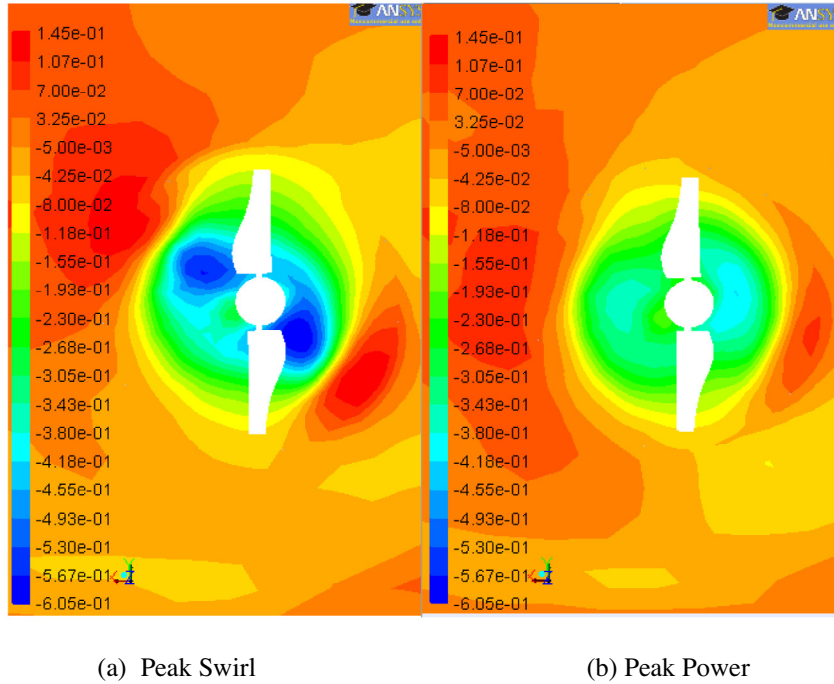 ANSYS
Noncommercial use only
1.45e-01
1.07e-01
7.00e-02
3.25e-02
-5.00e-03
-4.25e-02
-8.00e-02
-1.18e-01
-1.55e-01
-1.93e-01
-2.30e-01
-2.68e-01
-3.05e-01
-3.43e-01
-3.80e-01
-4.18e-01
-4.55e-01
-4.93e-01
-5.30e-01
-5.67e-01
-6.05e-01
ANSY
1.45e-01
1.07e-01
7.00e-02
3.25e-02
-5.00e-03
-4.25e-02
-8.00e-02
-1.18e-01
-1.55e-01
-1.93e-01
-2.30e-01
-2.68e-01
-3.05e-01
-3.43e-01
-3.80e-01
-4.18e-01
-4.55e-01
-4.93e-01
-5.30e-01
-5.67e-01
-6.05e-01
(a) Peak Swirl
(b) Peak Power